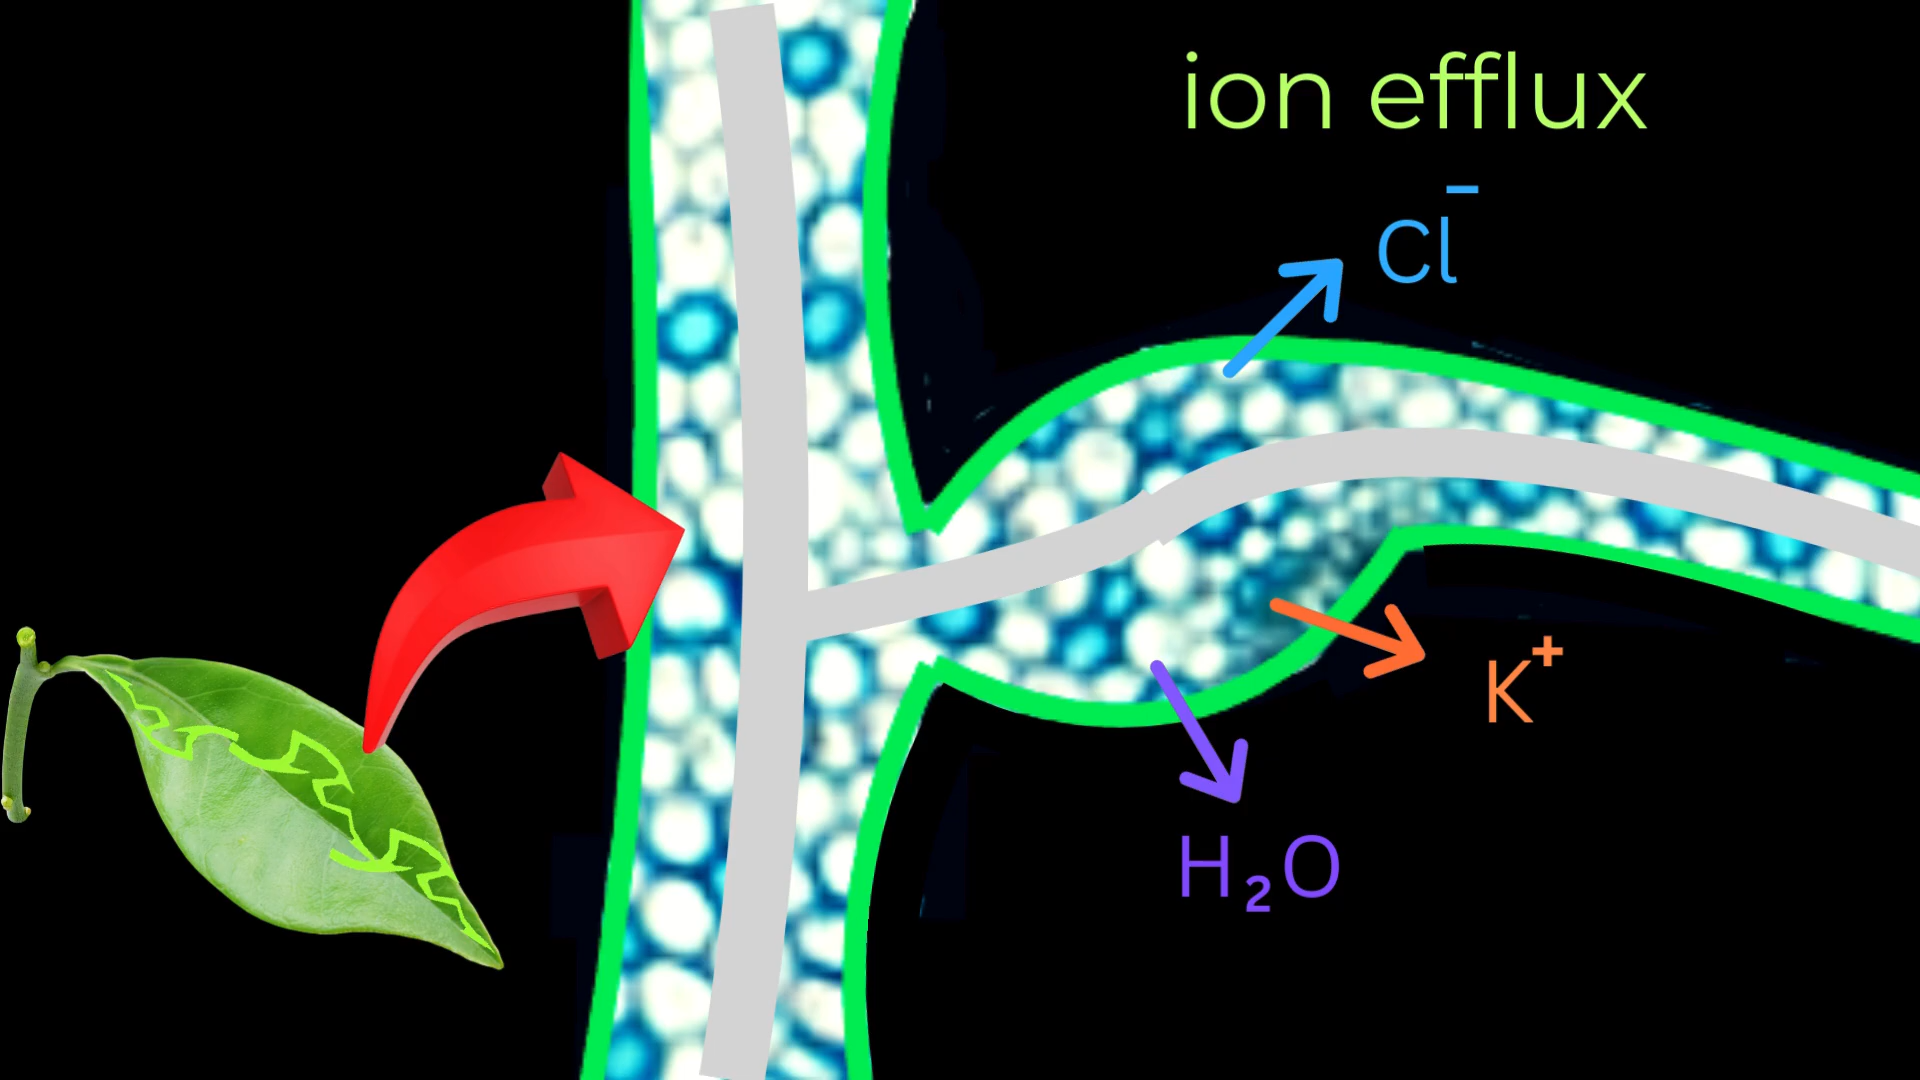 ion efflux
Cl⁻
K⁺
H₂O